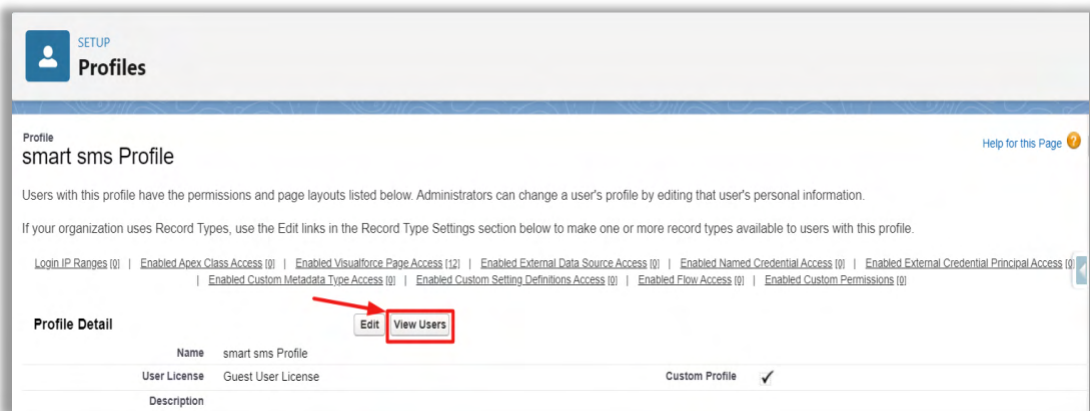 SETUP
Profiles
Profile
smart sms Profile
Help for this Page ?
Users with this profile have the permissions and page layouts listed below. Administrators can change a user's profile by editing that user's personal information.
If your organization uses Record Types, use the Edit links in the Record Type Settings section below to make one or more record types available to users with this profile.
Login IP Ranges [0] | Enabled Apex Class Access [0] | Enabled Visualforce Page Access [12] | Enabled External Data Source Access [0] | Enabled Named Credential Access [0] | Enabled External Credential Principal Access [0]
| Enabled Custom Metadata Type Access [0] | Enabled Custom Setting Definitions Access [0] | Enabled Flow Access [0] | Enabled Custom Permissions [0]
Profile Detail Edit View Users
Name smart sms Profile
User License Guest User License Custom Profile ✓
Description